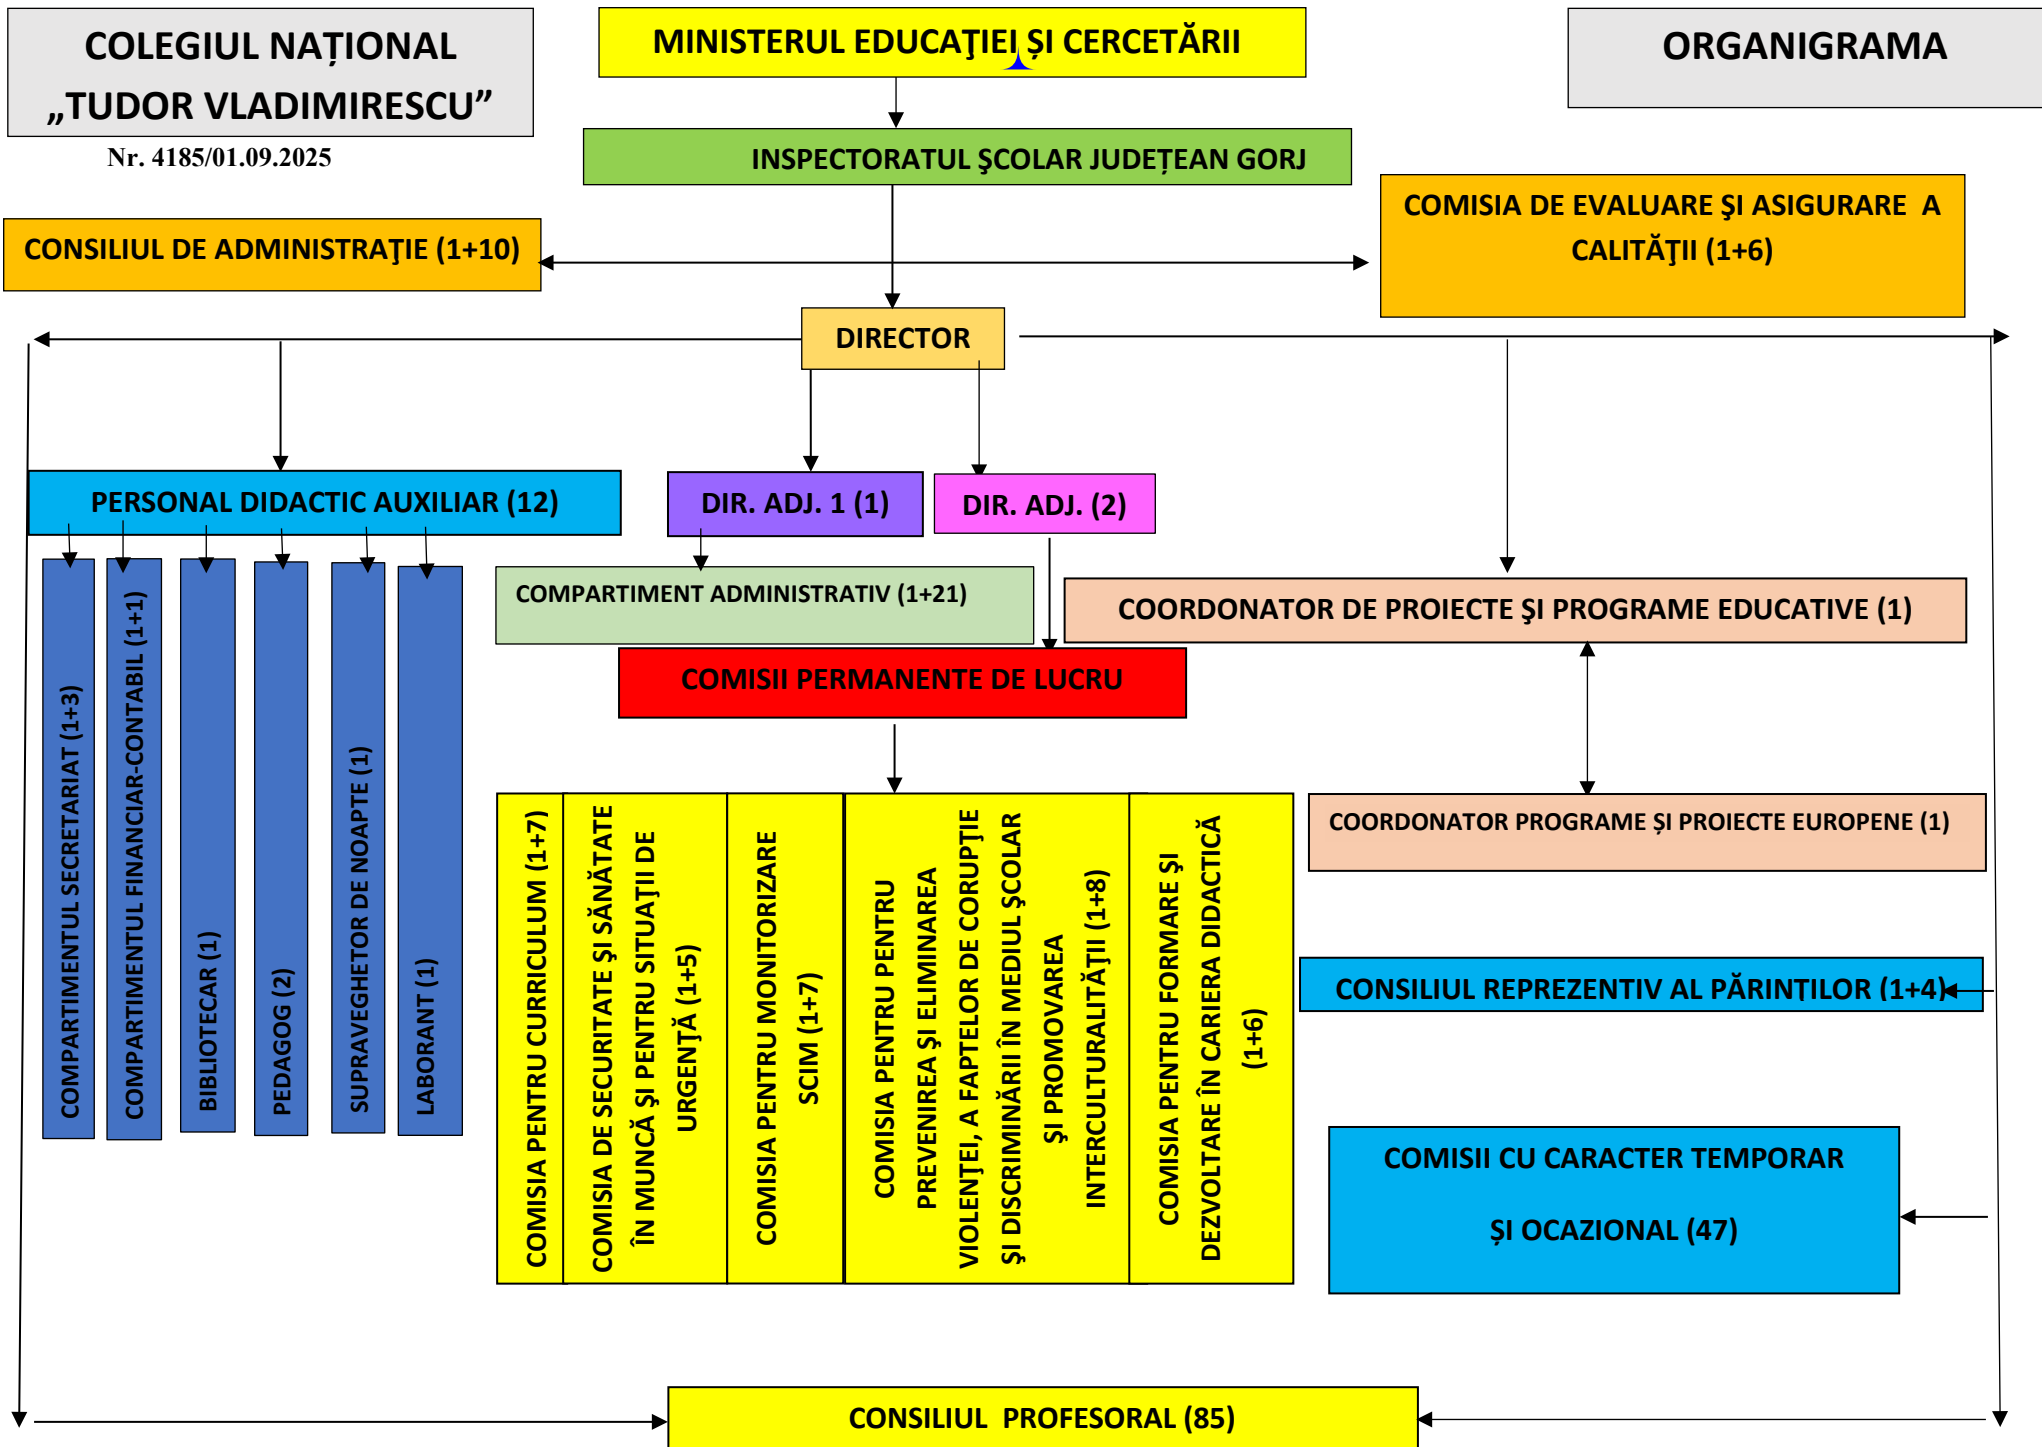 COLEGIUL NAȚIONAL
„TUDOR VLADIMIRESCU”
Nr. 4185/01.09.2025
MINISTERUL EDUCAŢIEI ȘI CERCETĂRII
ORGANIGRAMA
INSPECTORATUL ŞCOLAR JUDEȚEAN GORJ
CONSILIUL DE ADMINISTRAŢIE (1+10)
COMISIA DE EVALUARE ŞI ASIGURARE A
CALITĂŢII (1+6)
DIRECTOR
PERSONAL DIDACTIC AUXILIAR (12)
DIR. ADJ. 1 (1)
DIR. ADJ. (2)
COMPARTIMENT ADMINISTRATIV (1+21)
COORDONATOR DE PROIECTE ŞI PROGRAME EDUCATIVE (1)
COMISII PERMANENTE DE LUCRU
COMPARTIMENTUL SECRETARIAT (1+3)
COMPARTIMENTUL FINANCIAR-CONTABIL (1+1)
BIBLIOTECAR (1)
PEDAGOG (2)
SUPRAVEGHETOR DE NOAPTE (1)
LABORANT (1)
COMISIA PENTRU CURRICULUM (1+7)
COMISIA DE SECURITATE ŞI SĂNĂTATE
ÎN MUNCĂ ŞI PENTRU SITUAŢII DE
URGENŢĂ (1+5)
COMISIA PENTRU MONITORIZARE
SCIM (1+7)
COMISIA PENTRU PENTRU
PREVENIREA ŞI ELIMINAREA
VIOLENŢEI, A FAPTELOR DE CORUPŢIE
ŞI DISCRIMINĂRII ÎN MEDIUL ŞCOLAR
ŞI PROMOVAREA
INTERCULTURALITĂŢII (1+8)
COMISIA PENTRU FORMARE ŞI
DEZVOLTARE ÎN CARIERA DIDACTICĂ
(1+6)
COORDONATOR PROGRAME ȘI PROIECTE EUROPENE (1)
CONSILIUL REPREZENTIV AL PĂRINŢILOR (1+4)
COMISII CU CARACTER TEMPORAR
ȘI OCAZIONAL (47)
CONSILIUL PROFESORAL (85)